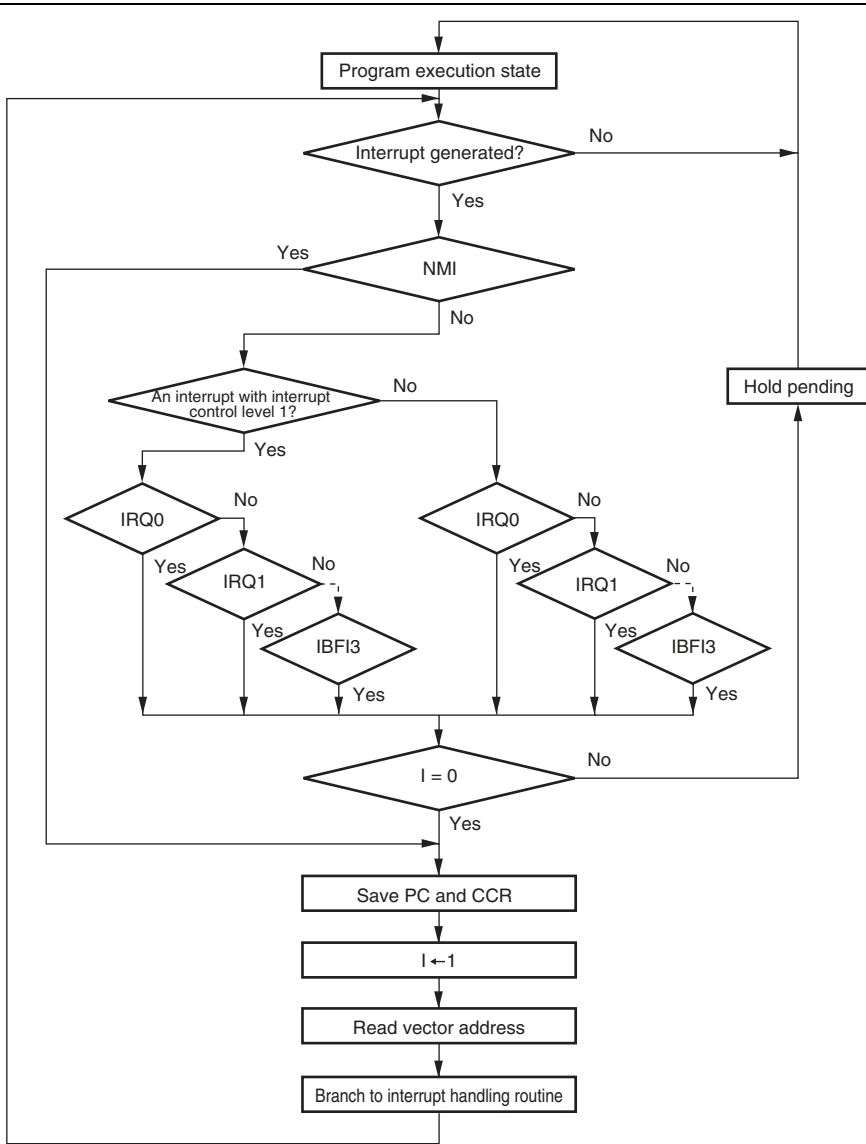 Program execution state
Interrupt generated?
No
Yes
Yes
NMI
No
An interrupt with interrupt
control level 1?
No
Hold pending
Yes
IRQ0
No
IRQ0
No
Yes
IRQ1
No
Yes
IRQ1
No
Yes
IBFI3
Yes
IBFI3
Yes
Yes
I = 0
No
Yes
Save PC and CCR
I ←1
Read vector address
Branch to interrupt handling routine